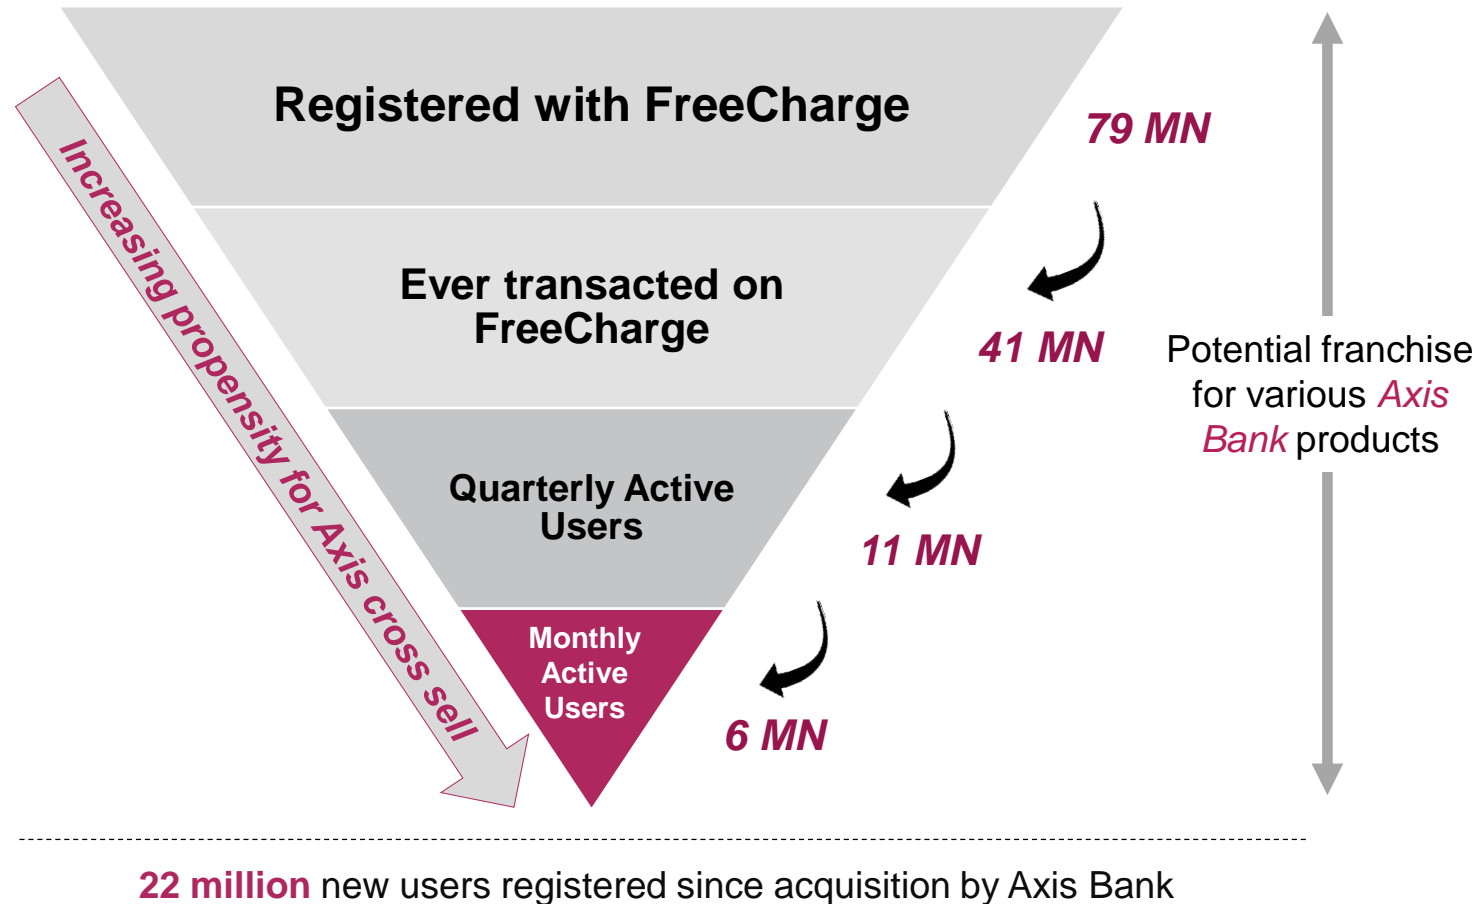 Registered with FreeCharge
79 MN
Increasing propensity for Axis cross sell
Ever transacted on
FreeCharge
41 MN
Potential franchise
for various Axis
Bank products
Quarterly Active
Users
11 MN
Monthly
Active
Users
6 MN
22 million new users registered since acquisition by Axis Bank